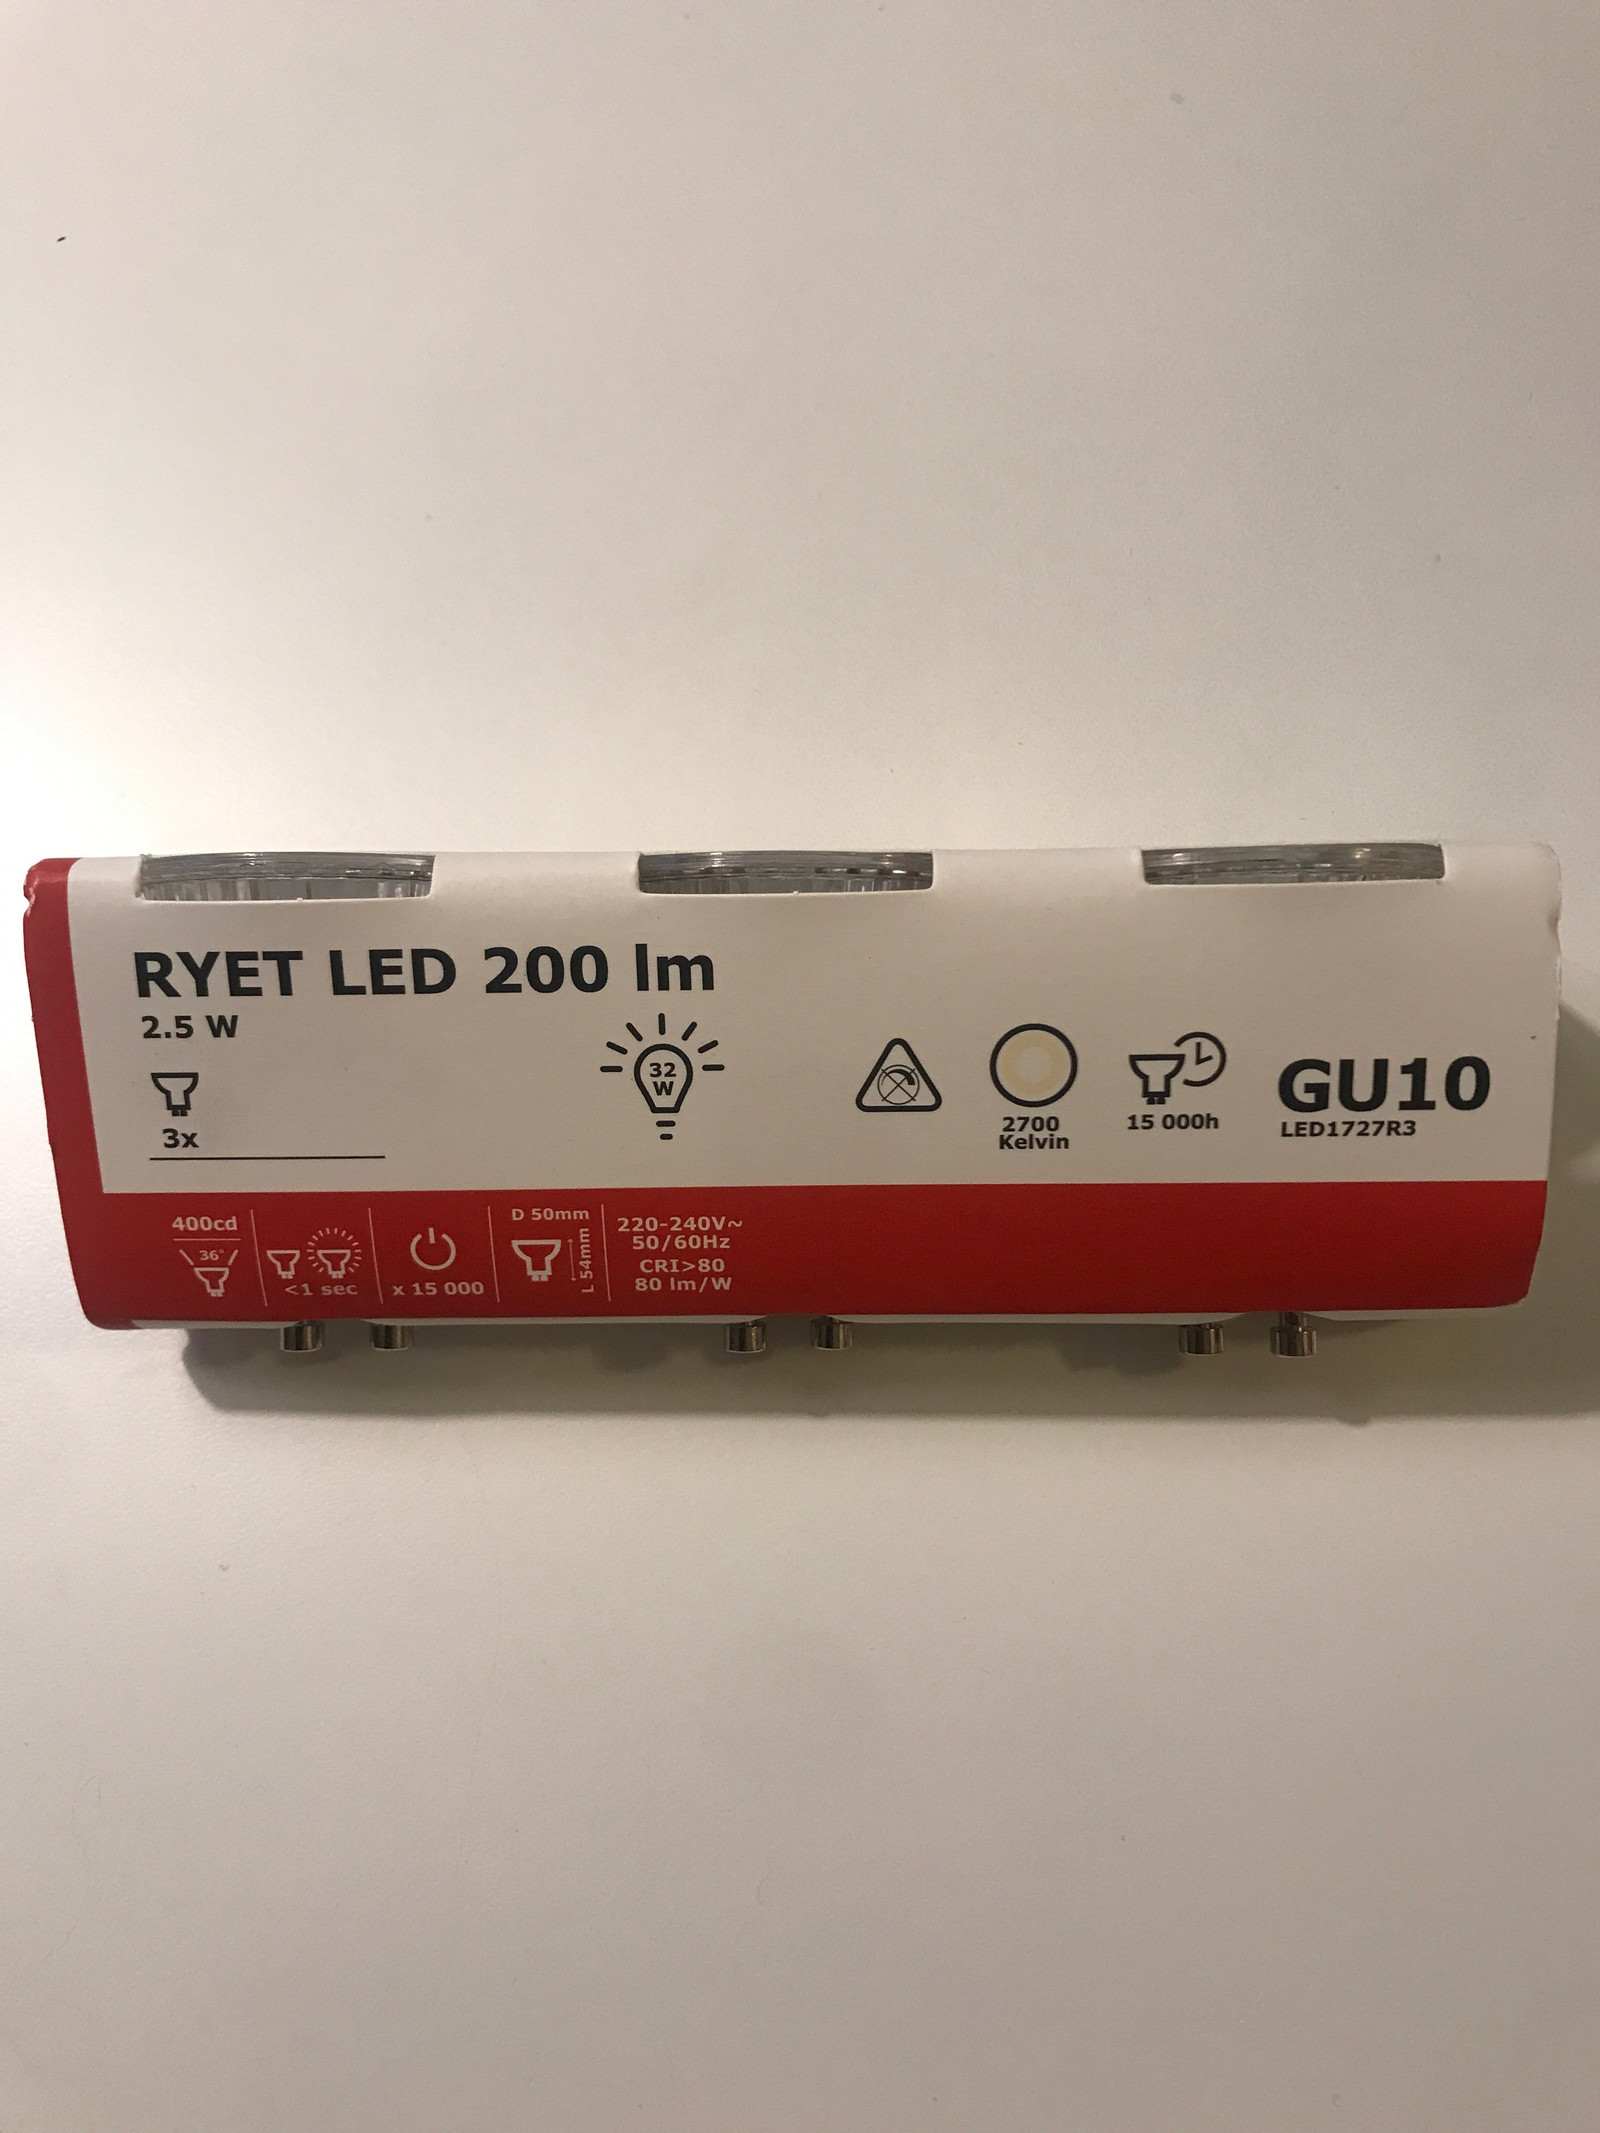 RYET LED 200 lm
2.5 W
3x
32
W
2700
Kelvin
15 000h
GU10
LED1727R3
400cd
36°
<1 sec
x 15 000
D 50mm
L 54mm
220-240V~
50/60Hz
CRI>80
80 lm/W